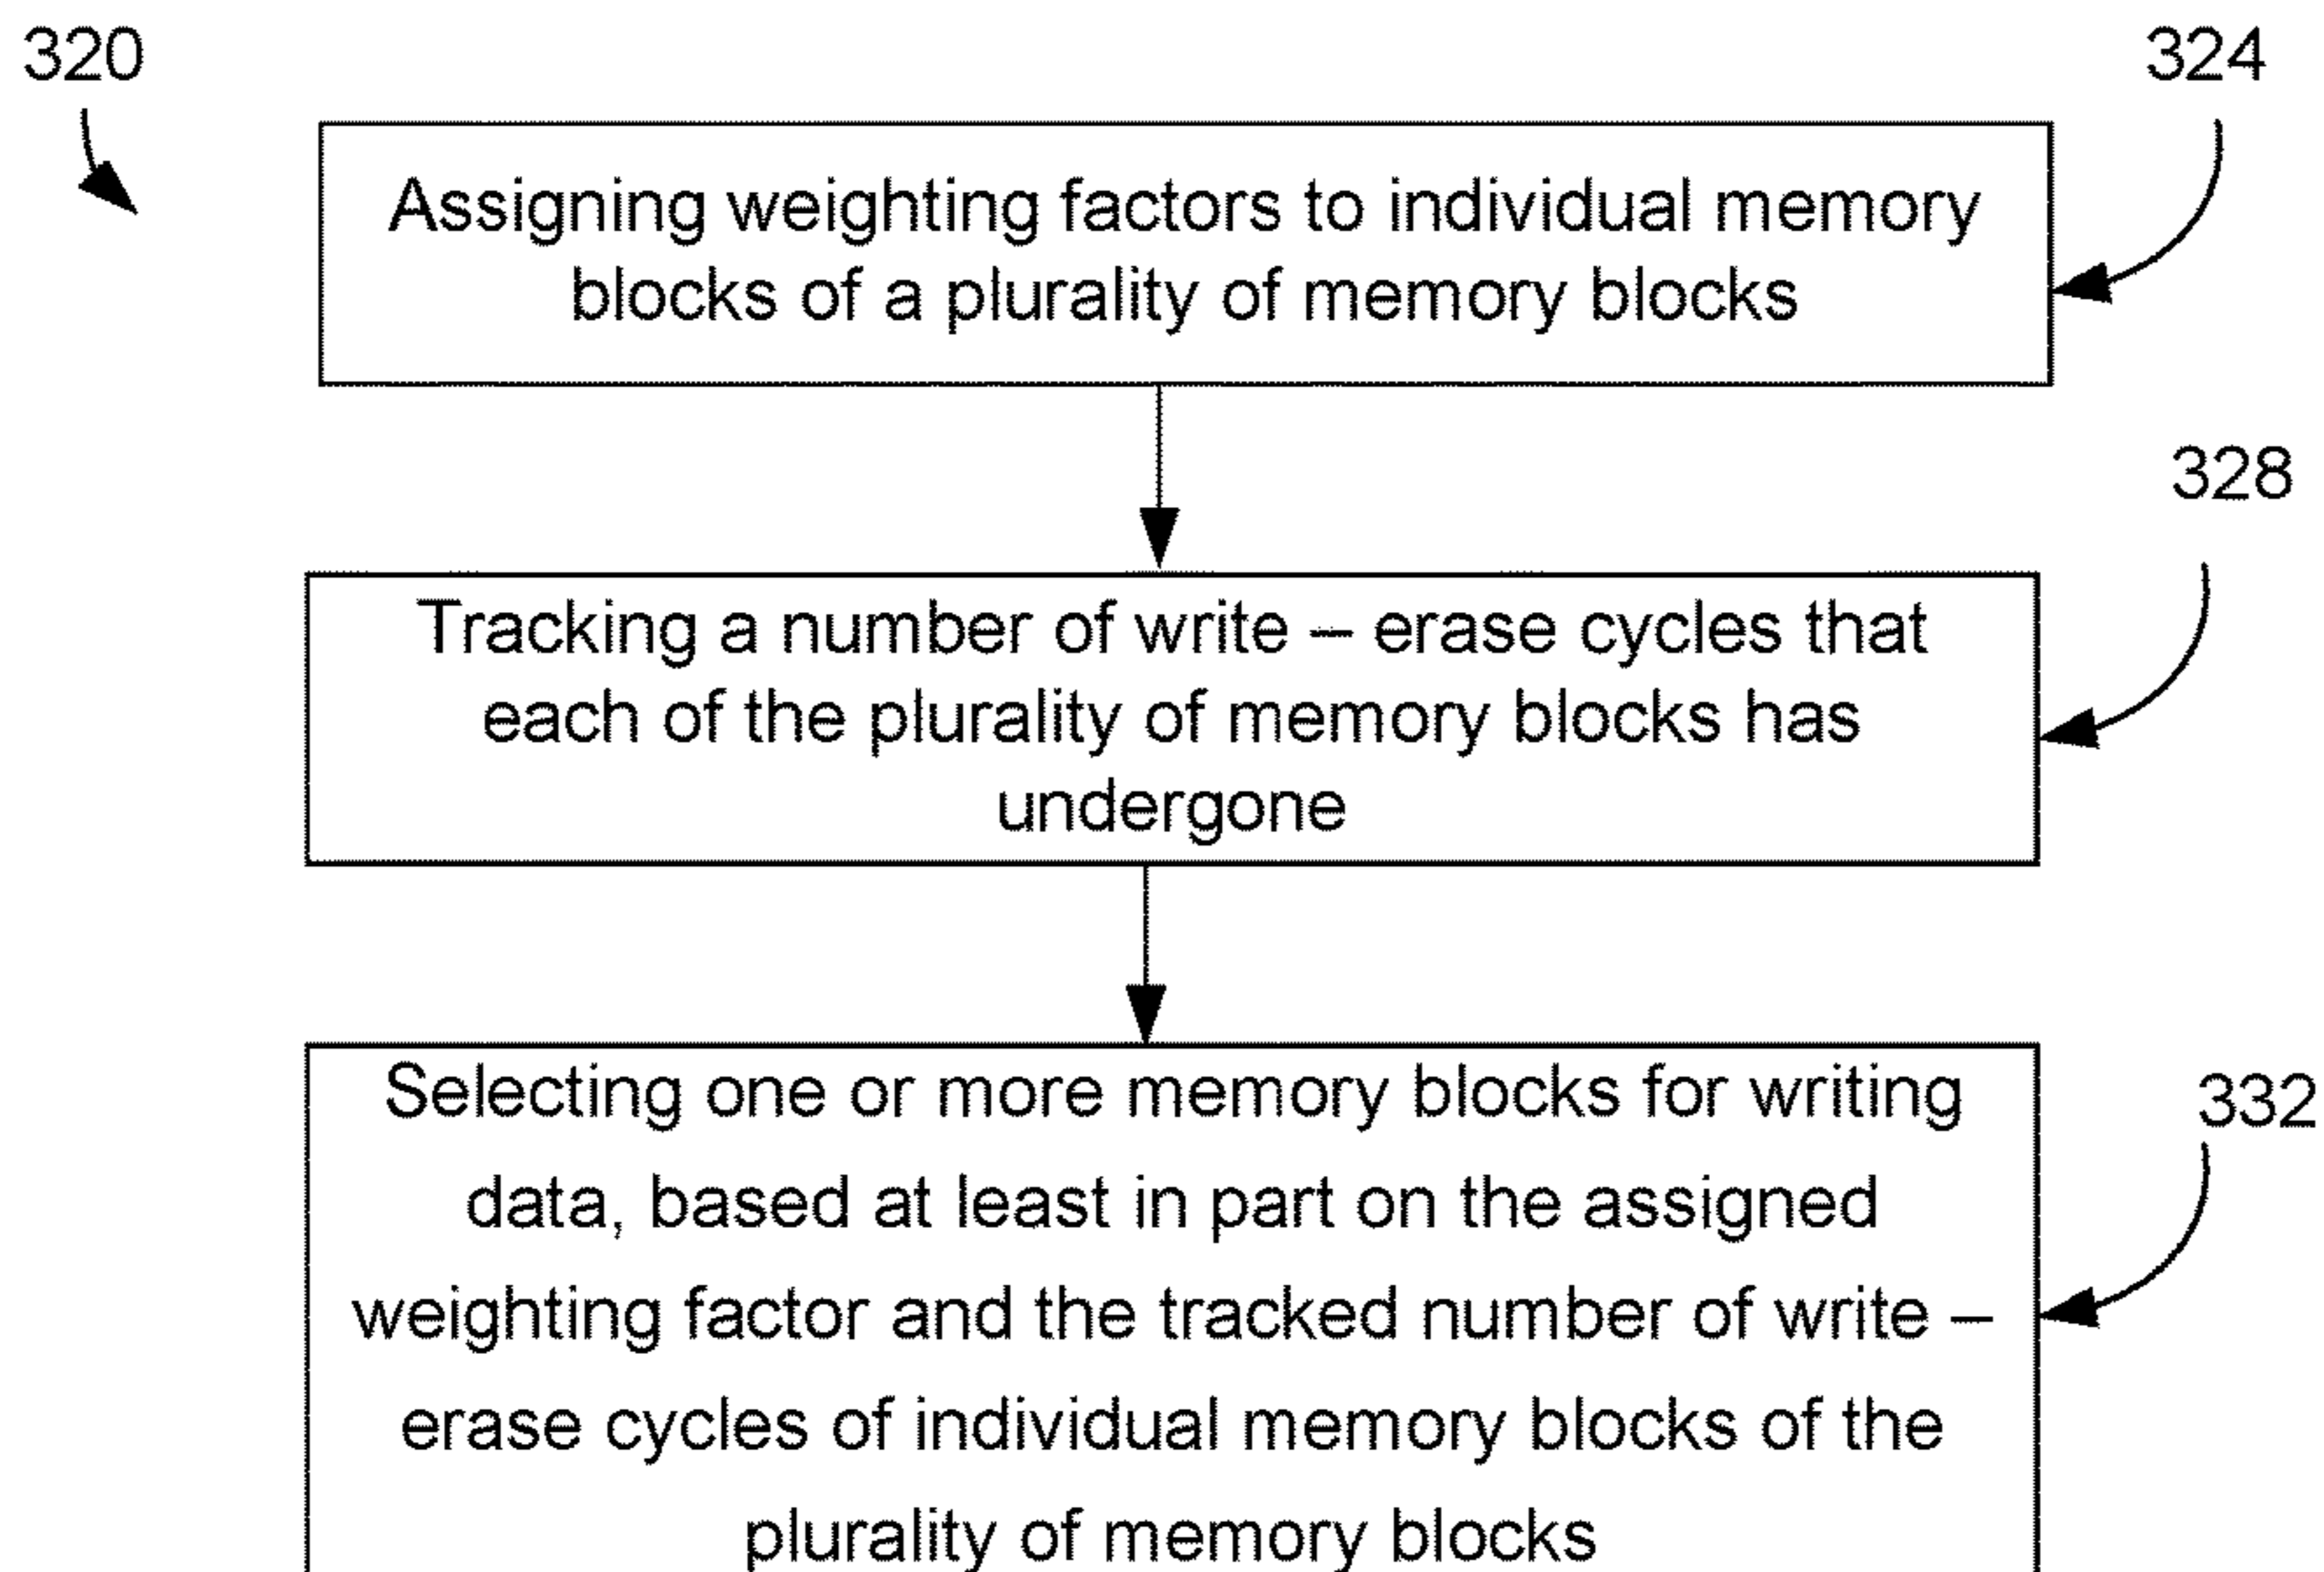 320
324
Assigning weighting factors to individual memory
blocks of a plurality of memory blocks
328
Tracking a number of write – erase cycles that
each of the plurality of memory blocks has
undergone
332
Selecting one or more memory blocks for writing
data, based at least in part on the assigned
weighting factor and the tracked number of write –
erase cycles of individual memory blocks of the
plurality of memory blocks